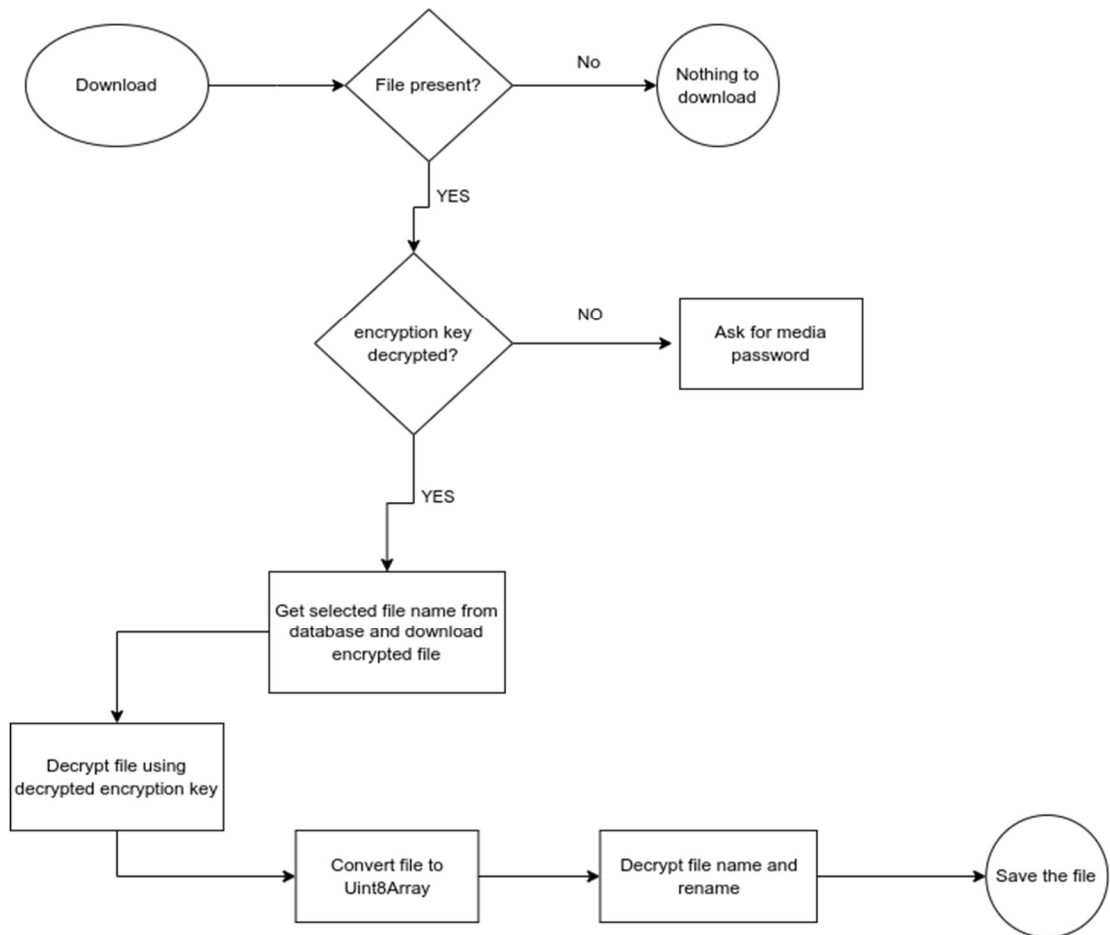 Download
File present?
No
Nothing to
download
YES
encryption key
decrypted?
NO
Ask for media
password
YES
Get selected file name from
database and download
encrypted file
Decrypt file using
decrypted encryption key
Convert file to
Uint8Array
Decrypt file name and
rename
Save the file